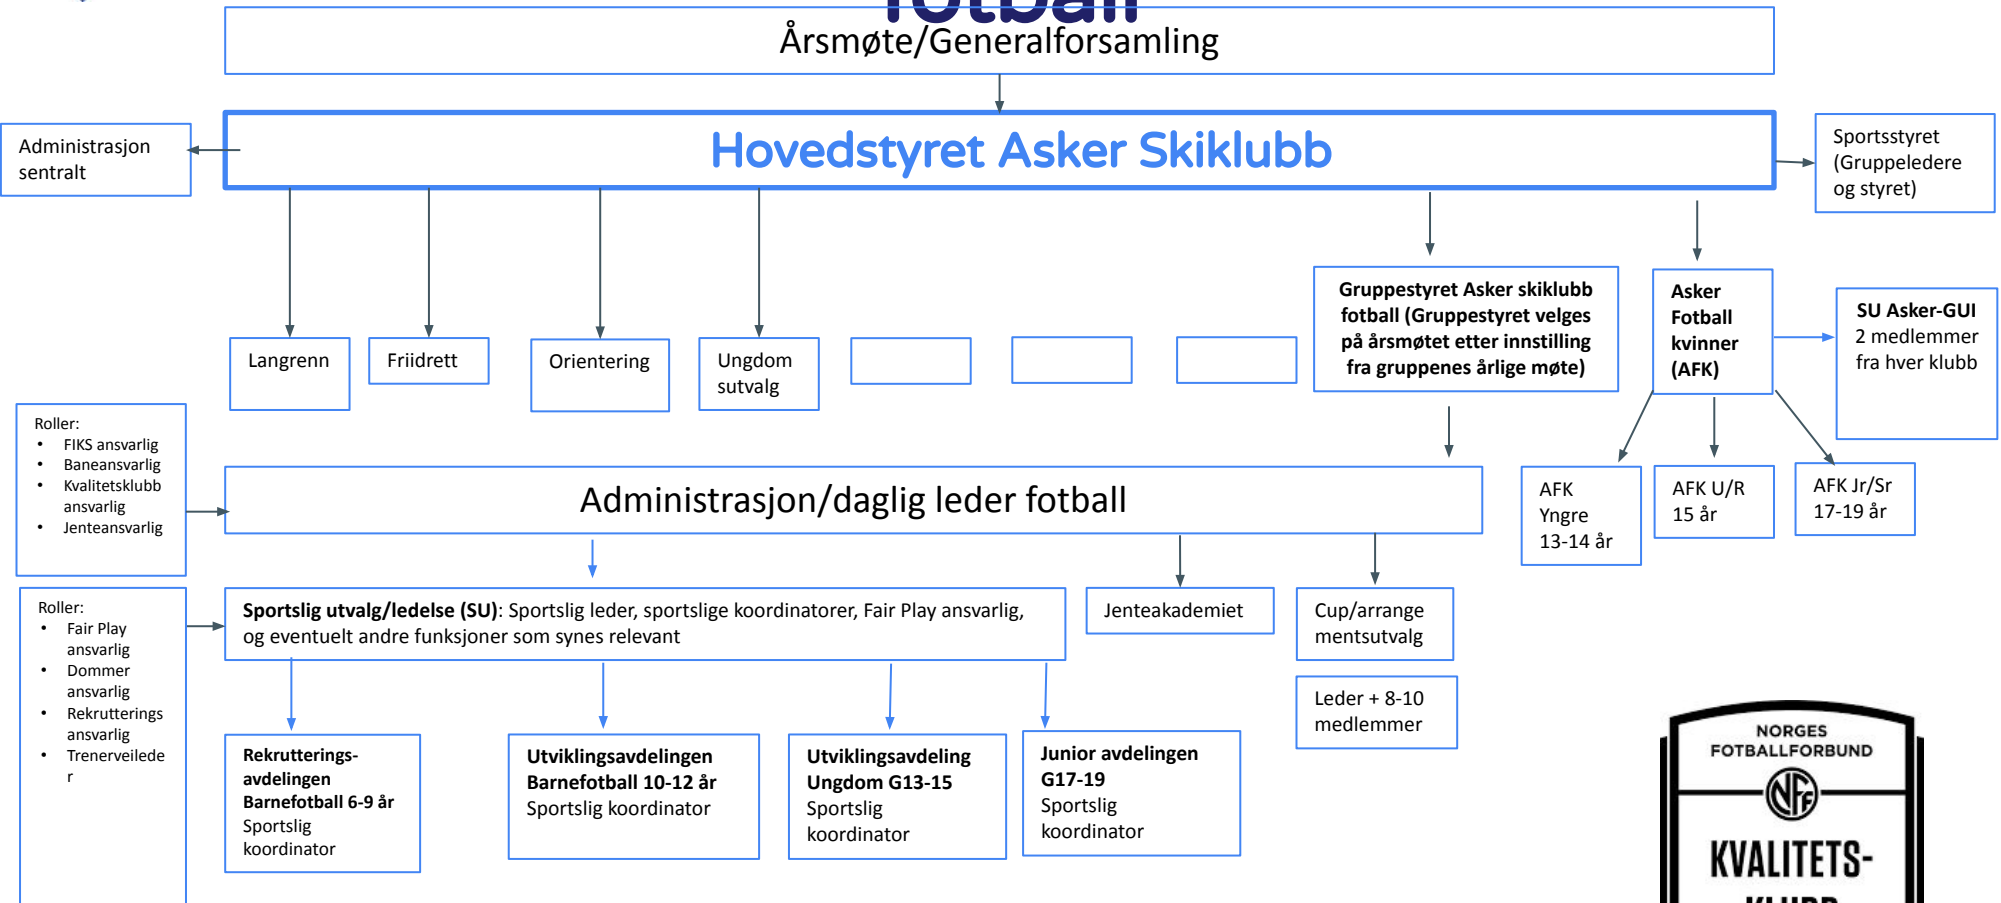 fotball
Årsmøte/Generalforsamling
Hovedstyret Asker Skiklubb
Administrasjon
sentralt
Sportsstyret
(Gruppeledere
og styret)
Langrenn
Friidrett
Orientering
Ungdom
sutvalg
Gruppestyret Asker skiklubb
fotball (Gruppestyret velges
på årsmøtet etter innstilling
fra gruppenes årlige møte)
Asker
Fotball
kvinner
(AFK)
SU Asker-GUI
2 medlemmer
fra hver klubb
Roller:
• FIKS ansvarlig
• Baneansvarlig
• Kvalitetsklubb
ansvarlig
• Jenteansvarlig
Administrasjon/daglig leder fotball
AFK
Yngre
13-14 år
AFK U/R
15 år
AFK Jr/Sr
17-19 år
Roller:
• Fair Play
ansvarlig
• Dommer
ansvarlig
• Rekrutterings
ansvarlig
• Trenerveilede
r
Sportslig utvalg/ledelse (SU): Sportslig leder, sportslige koordinatorer, Fair Play ansvarlig,
og eventuelt andre funksjoner som synes relevant
Jenteakademiet
Cup/arrange
mentsutvalg
Leder + 8-10
medlemmer
Rekrutterings-
avdelingen
Barnefotball 6-9 år
Sportslig
koordinator
Utviklingsavdelingen
Barnefotball 10-12 år
Sportslig koordinator
Utviklingsavdeling
Ungdom G13-15
Sportslig
koordinator
Junior avdelingen
G17-19
Sportslig
koordinator
NORGES
FOTBALLFORBUND
NFF
KVALITETS-
KLUBB